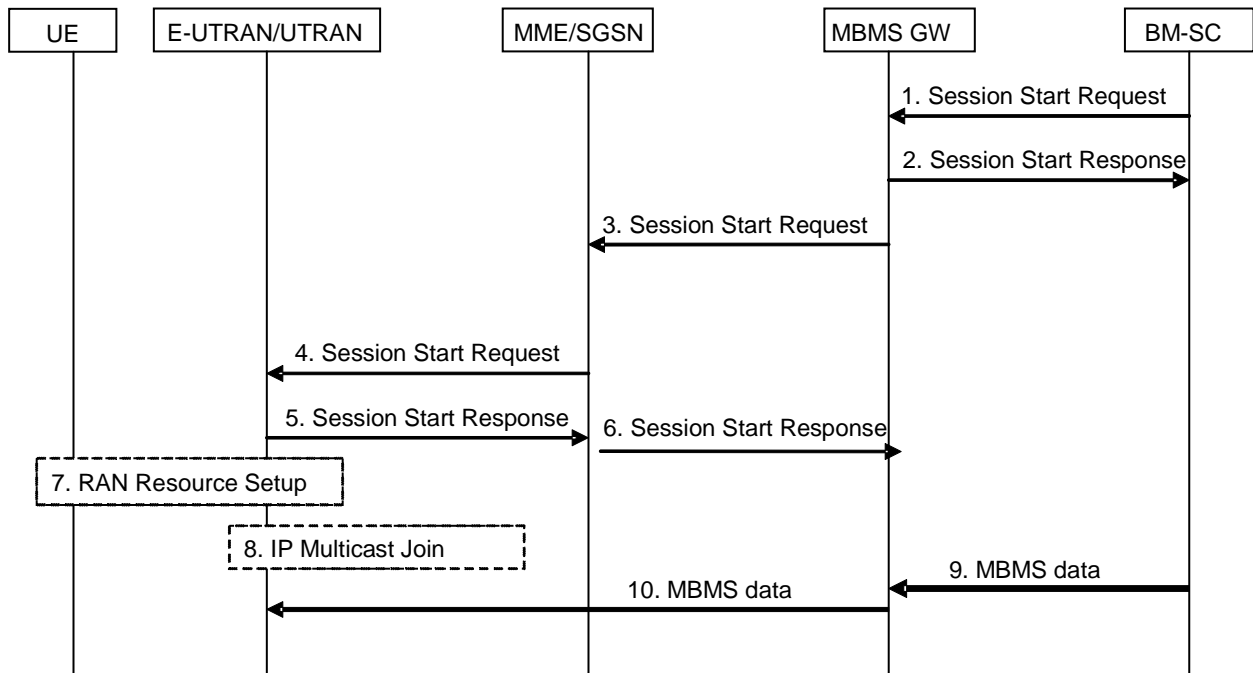 UE
E-UTRAN/UTRAN
MME/SGSN
MBMS GW
BM-SC
1. Session Start Request
2. Session Start Response
3. Session Start Request
4. Session Start Request
5. Session Start Response
6. Session Start Response
7. RAN Resource Setup
8. IP Multicast Join
9. MBMS data
10. MBMS data